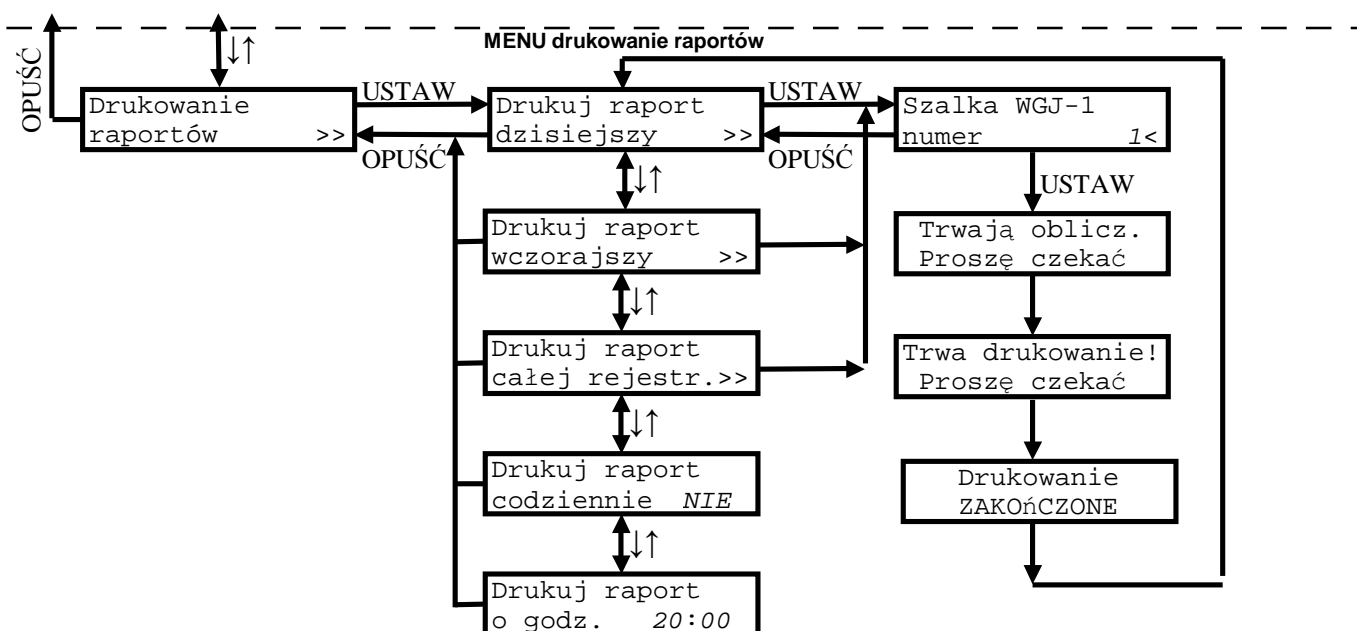 MENU drukowanie raportów
OPUŚĆ
↓↑
Drukowanie
raportów >>
USTAW
OPUŚĆ
Drukuj raport
dzisiejszy >>
USTAW
OPUŚĆ
Szalka WGJ-1
numer 1<
↓↑
USTAW
Drukuj raport
wczorajszy >>
Trwają oblicz.
Proszę czekać
↓↑
Drukuj raport
całej rejestr.>>
Trwa drukowanie!
Proszę czekać
↓↑
Drukuj raport
codziennie NIE
Drukowanie
ZAKOńCZONE
↓↑
Drukuj raport
o godz. 20:00